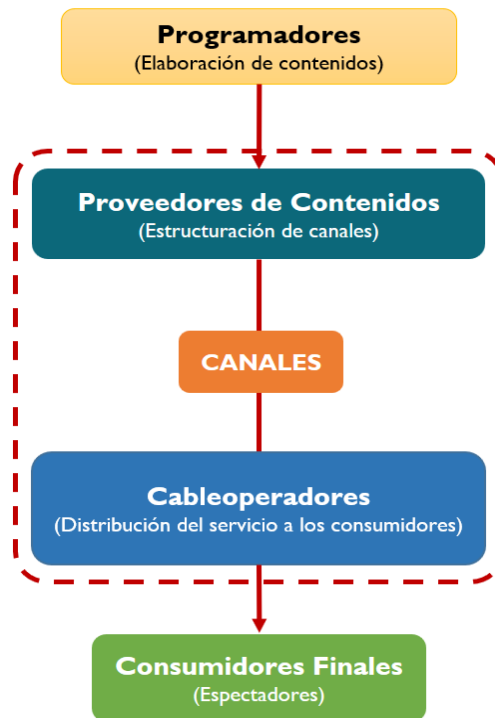 Programadores
(Elaboración de contenidos)
Proveedores de Contenidos
(Estructuración de canales)
CANALES
Cableoperadores
(Distribución del servicio a los consumidores)
Consumidores Finales
(Espectadores)